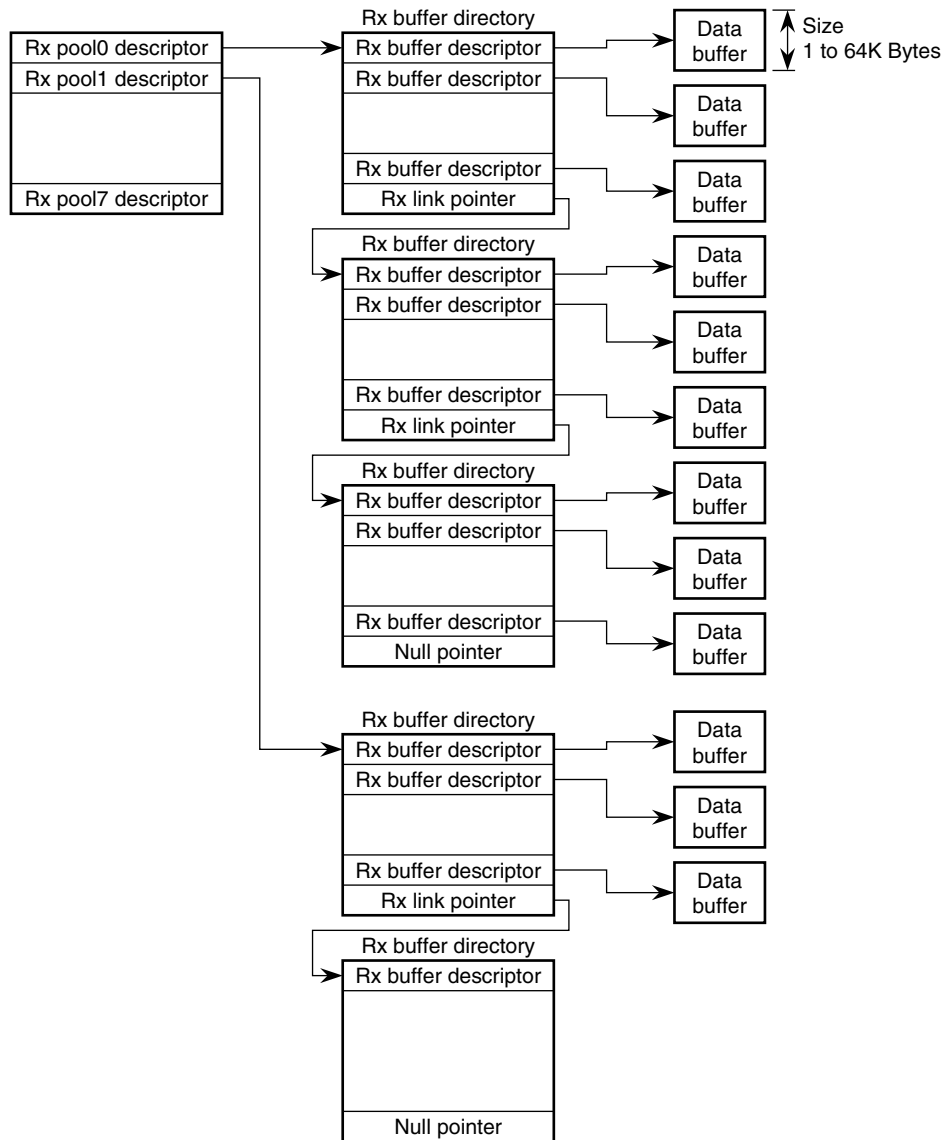 Rx pool0 descriptor
Rx pool1 descriptor
Rx pool7 descriptor
Rx buffer directory
Rx buffer descriptor
Rx buffer descriptor
Rx buffer descriptor
Rx link pointer
Data
buffer
Size
1 to 64K Bytes
Data
buffer
Data
buffer
Rx buffer directory
Rx buffer descriptor
Rx buffer descriptor
Rx buffer descriptor
Rx link pointer
Data
buffer
Data
buffer
Data
buffer
Rx buffer directory
Rx buffer descriptor
Rx buffer descriptor
Rx buffer descriptor
Null pointer
Data
buffer
Data
buffer
Data
buffer
Rx buffer directory
Rx buffer descriptor
Rx buffer descriptor
Rx buffer descriptor
Rx link pointer
Data
buffer
Data
buffer
Data
buffer
Rx buffer directory
Rx buffer descriptor
Null pointer